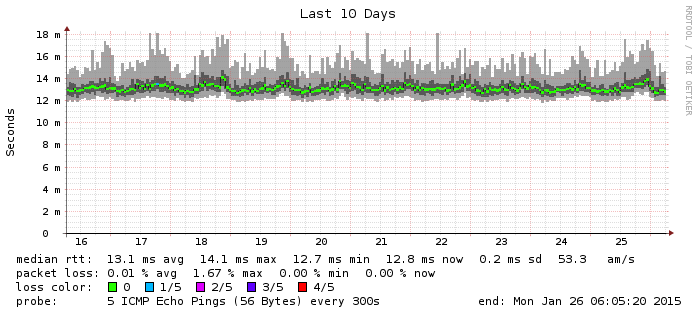 Last 10 Days
RRDTOOL / TOBI OETIKER
Seconds
18 m
16 m
14 m
12 m
10 m
8 m
6 m
4 m
2 m
0
16 17 18 19 20 21 22 23 24 25
median rtt: 13.1 ms avg 14.1 ms max 12.7 ms min 12.8 ms now 0.2 ms sd 53.3 am/s
packet loss: 0.01 % avg 1.67 % max 0.00 % min 0.00 % now
loss color: 0 1/5 2/5 3/5 4/5
probe: 5 ICMP Echo Pings (56 Bytes) every 300s end: Mon Jan 26 06:05:20 2015